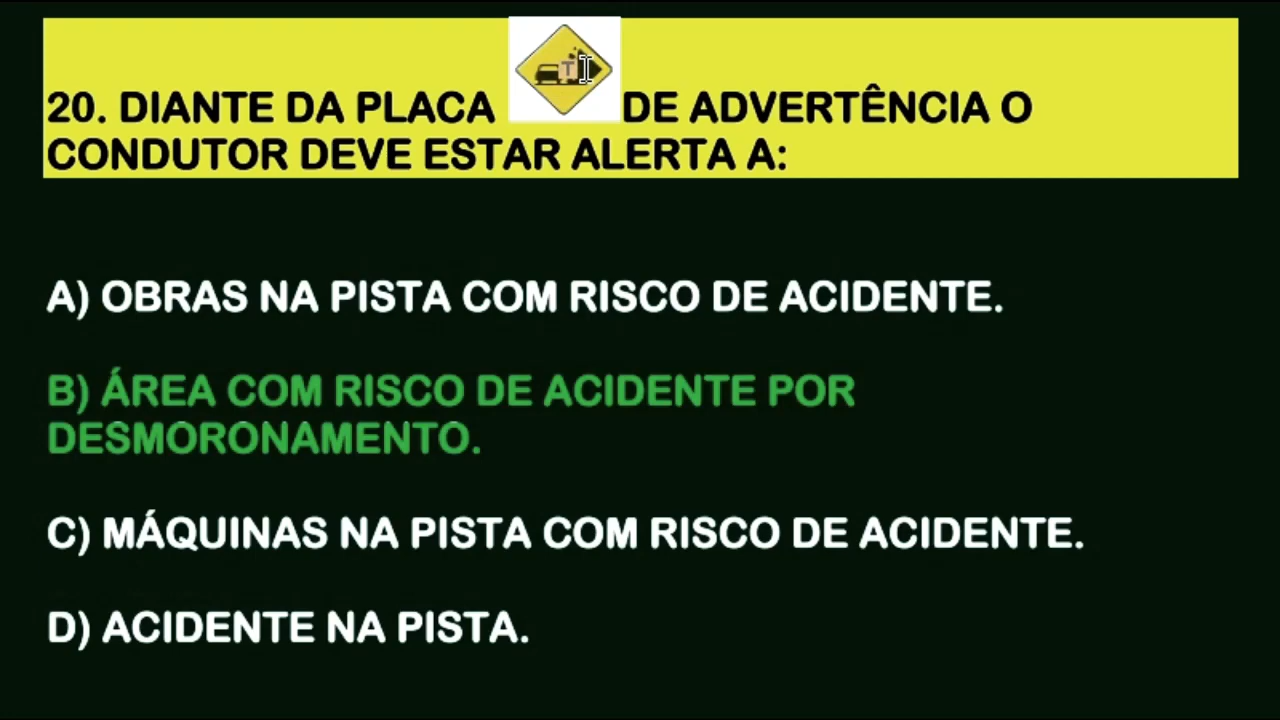 20. DIANTE DA PLACA DE ADVERTÊNCIA O
CONDUTOR DEVE ESTAR ALERTA A:
A) OBRAS NA PISTA COM RISCO DE ACIDENTE.
B) ÁREA COM RISCO DE ACIDENTE POR
DESMORONAMENTO.
C) MÁQUINAS NA PISTA COM RISCO DE ACIDENTE.
D) ACIDENTE NA PISTA.